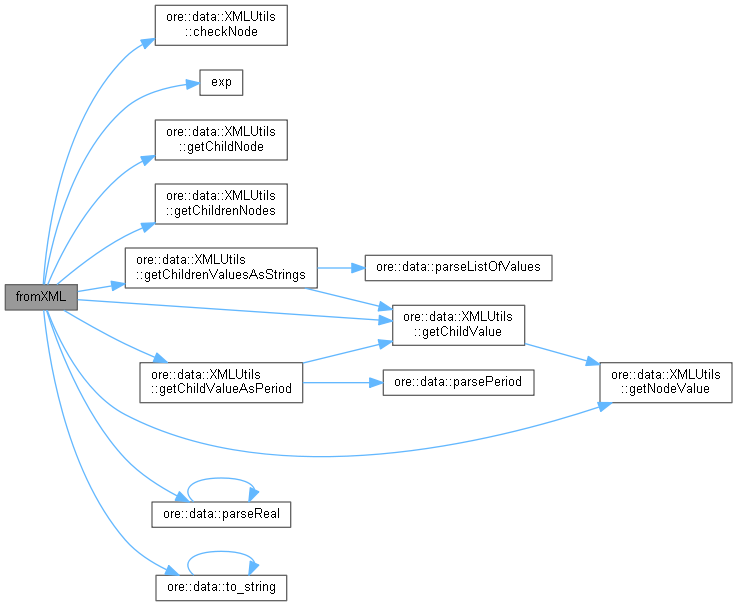 ore::data::XMLUtils
::checkNode
exp
ore::data::XMLUtils
::getChildNode
ore::data::XMLUtils
::getChildrenNodes
ore::data::XMLUtils
::getChildrenValuesAsStrings
ore::data::parseListOfValues
fromXML
ore::data::XMLUtils
::getChildValue
ore::data::XMLUtils
::getChildValueAsPeriod
ore::data::parsePeriod
ore::data::XMLUtils
::getNodeValue
ore::data::parseReal
ore::data::to_string